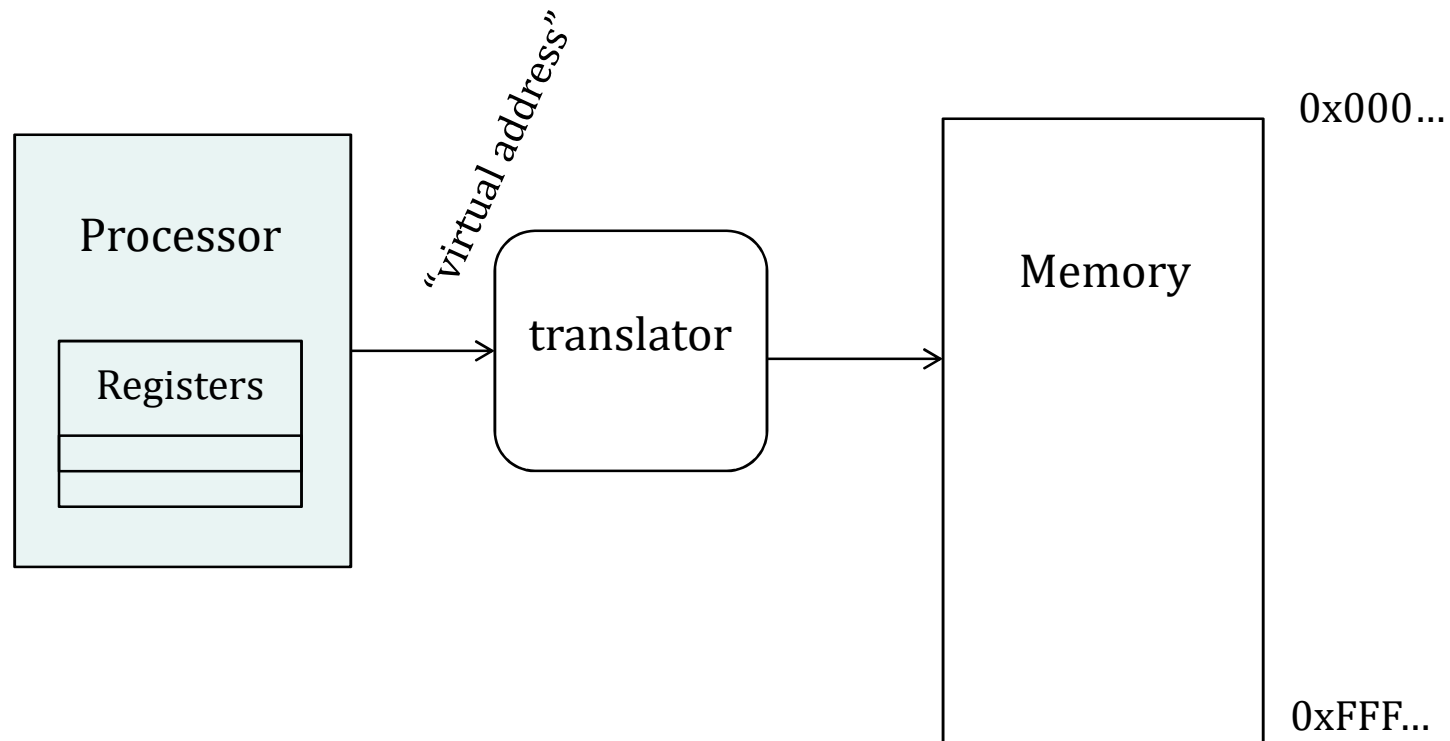 “virtual address”
0x000…
Processor
Memory
translator
Registers
0xFFF…